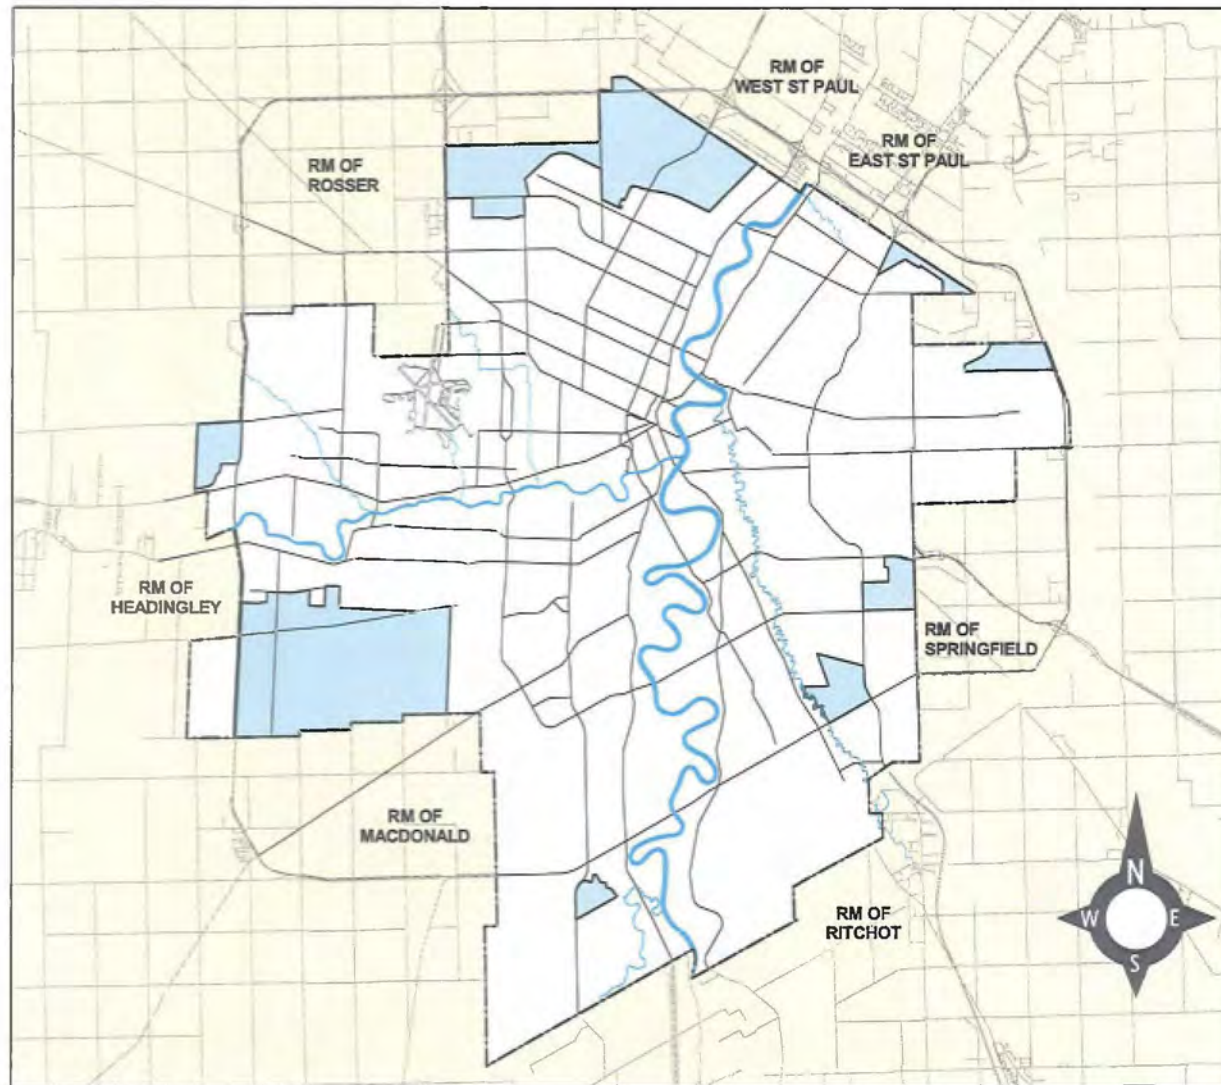 RM OF
WEST ST PAUL
RM OF
EAST ST PAUL
RM OF
ROSSER
RM OF
HEADINGLEY
RM OF
SPRINGFIELD
RM OF
MACDONALD
RM OF
RITCHOT
N
W
E
S